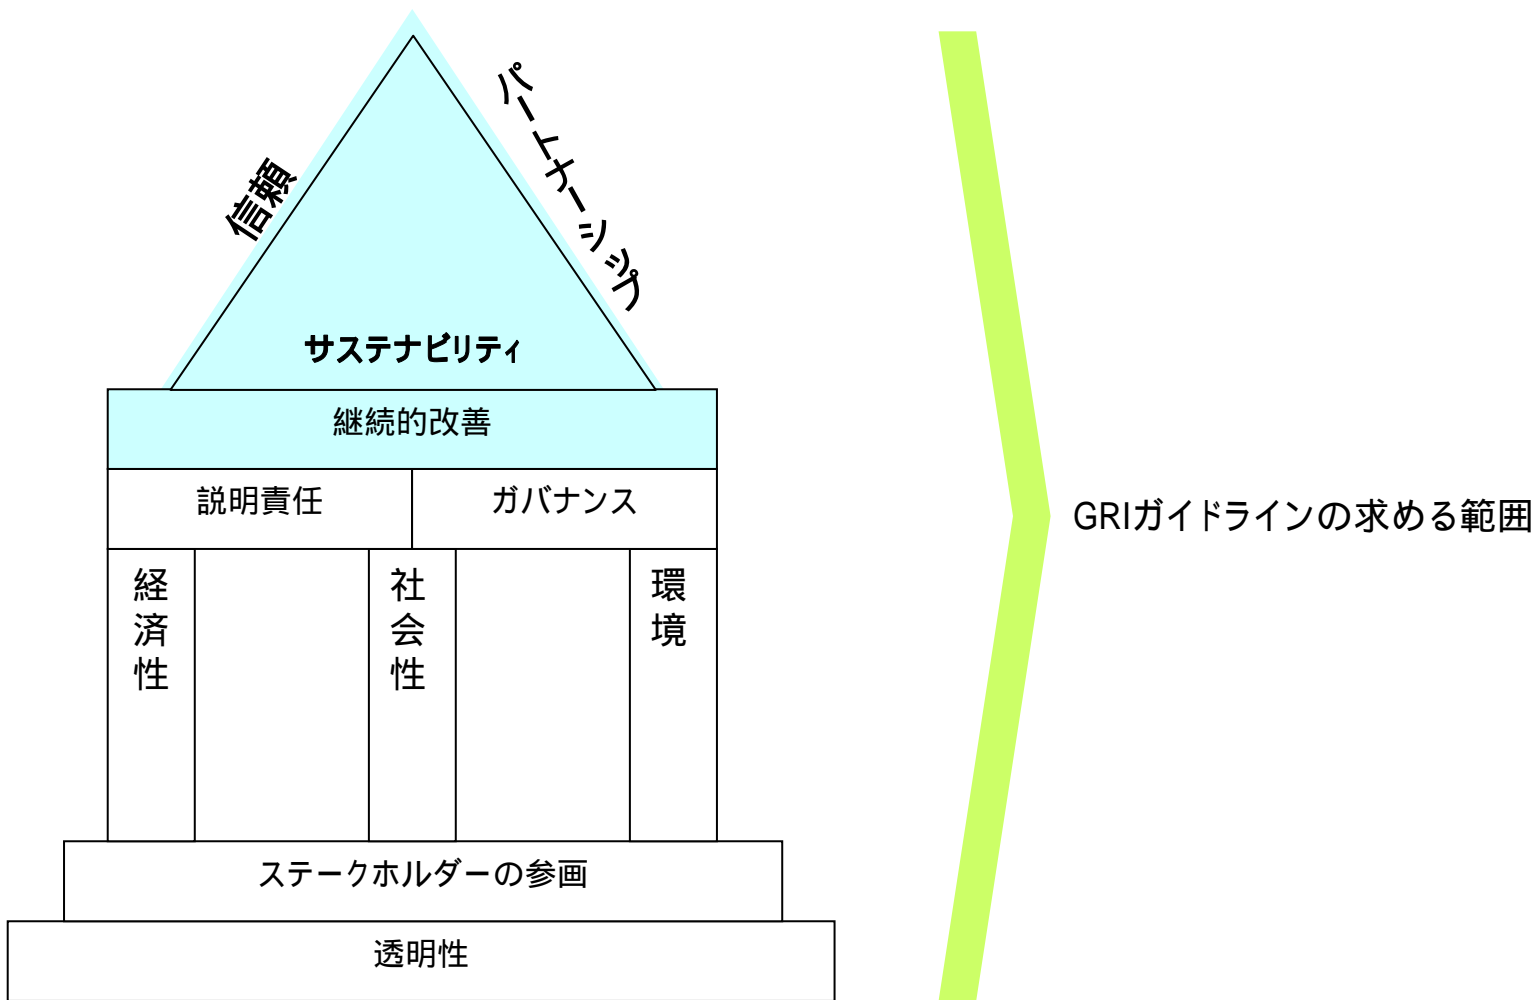 信頼
パートナーシップ
サステナビリティ
継続的改善
説明責任
ガバナンス
GRIガイドラインの求める範囲
経済性
社会性
環境
ステークホルダーの参画
透明性